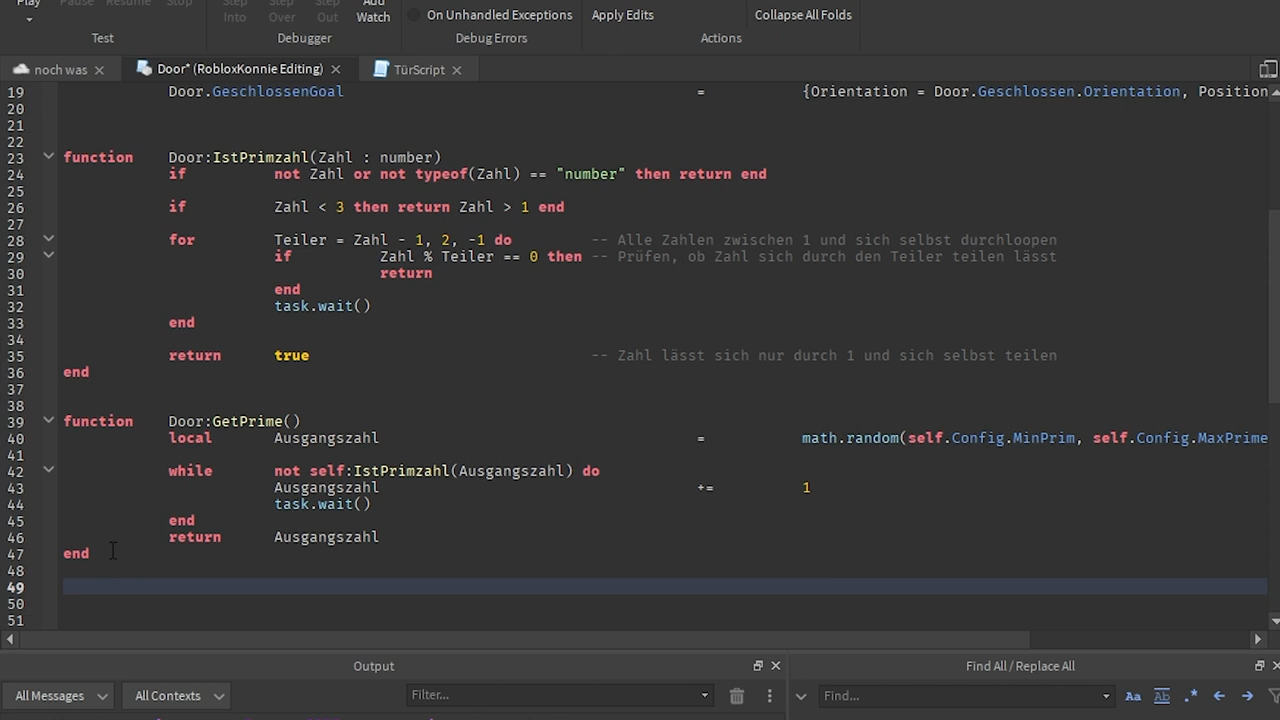 Play Pause Resume Stop Step Step Step Add
Into Over Out Watch On Unhandled Exceptions Apply Edits Collapse All Folds
Test Debugger Debug Errors Actions
noch was × Door* (RobloxKonnie Editing) × TürScript ×
19 Door.GeschlossenGoal = {Orientation = Door.Geschlossen.Orientation, Position
20
21
22
23 function Door:IstPrimzahl(Zahl : number)
24 if not Zahl or not typeof(Zahl) == "number" then return end
25
26 if Zahl < 3 then return Zahl > 1 end
27
28 for Teiler = Zahl - 1, 2, -1 do -- Alle Zahlen zwischen 1 und sich selbst durchloopen
29 if Zahl % Teiler == 0 then -- Prüfen, ob Zahl sich durch den Teiler teilen lässt
30 return
31 end
32 task.wait()
33 end
34
35 return true -- Zahl lässt sich nur durch 1 und sich selbst teilen
36 end
37
38
39 function Door:GetPrime()
40 local Ausgangszahl = math.random(self.Config.MinPrim, self.Config.MaxPrime
41
42 while not self:IstPrimzahl(Ausgangszahl) do
43 Ausgangszahl += 1
44 task.wait()
45 end
46 return Ausgangszahl
47 end
48
49
50
51
Output Find All / Replace All
All Messages All Contexts Filter... Find... Aa Ab .*